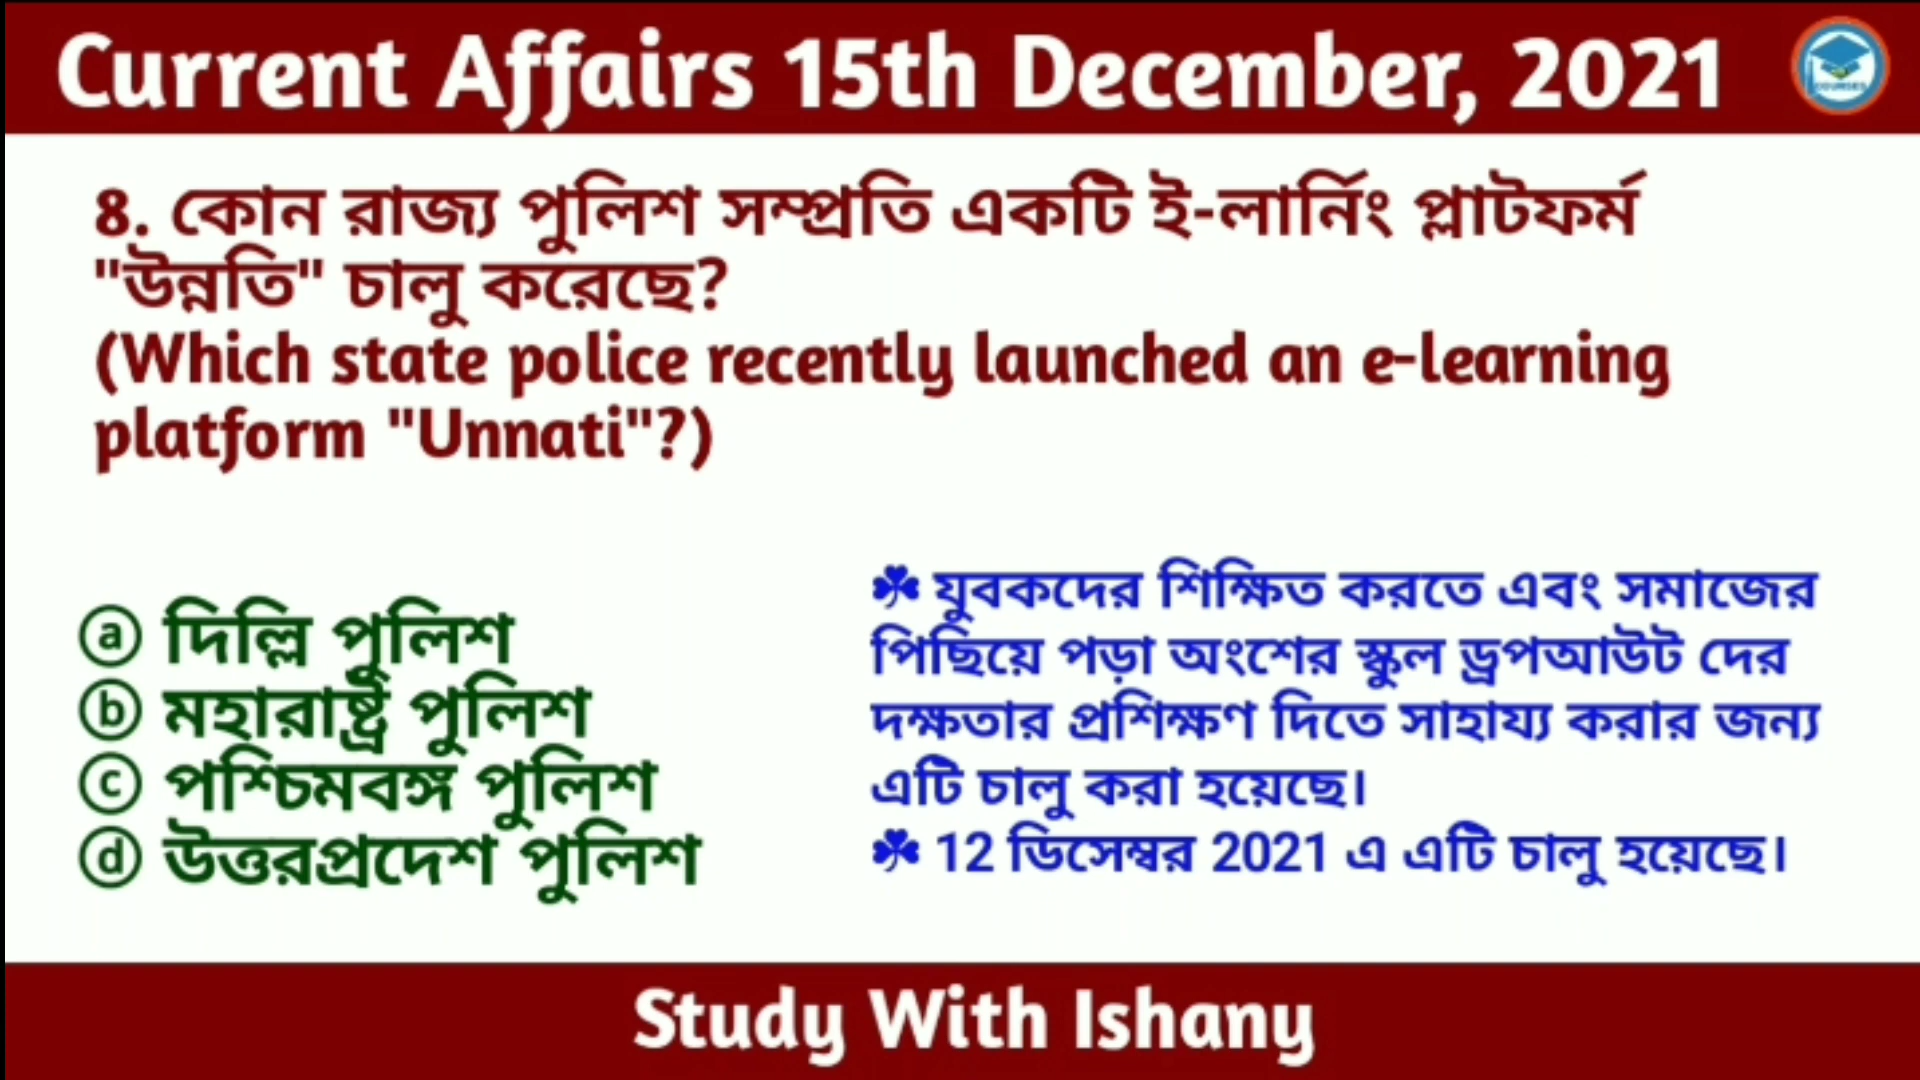 Current Affairs 15th December, 2021
COURSES
8. কোন রাজ্য পুলিশ সম্প্রতি একটি ই-লার্নিং প্লাটফর্ম
"উন্নতি" চালু করেছে?
(Which state police recently launched an e-learning
platform "Unnati"?)
ⓐ দিল্লি পুলিশ
ⓑ মহারাষ্ট্র পুলিশ
ⓒ পশ্চিমবঙ্গ পুলিশ
ⓓ উত্তরপ্রদেশ পুলিশ
☘ যুবকদের শিক্ষিত করতে এবং সমাজের
পিছিয়ে পড়া অংশের স্কুল ড্রপআউট দের
দক্ষতার প্রশিক্ষণ দিতে সাহায্য করার জন্য
এটি চালু করা হয়েছে।
☘ 12 ডিসেম্বর 2021 এ এটি চালু হয়েছে।
Study With Ishany